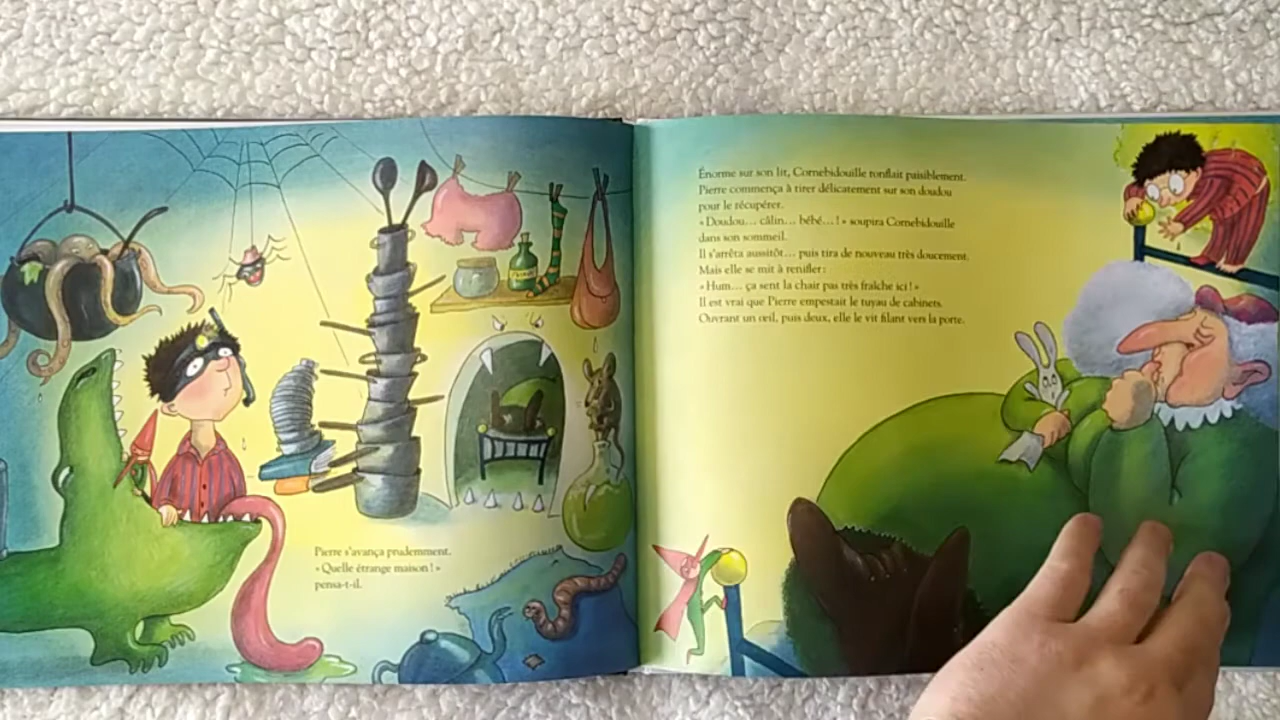 Pierre s'avança prudemment.
« Quelle étrange maison ! »
pensa-t-il.
Énorme sur son lit, Cornebidouille ronflait paisiblement.
Pierre commença à tirer délicatement sur son doudou
pour le récupérer.
« Doudou... câlin... bébé... ! » soupira Cornebidouille
dans son sommeil.
Il s'arrêta aussitôt... puis tira de nouveau très doucement.
Mais elle se mit à renifler :
« Hum... ça sent la chair pas très fraîche ici ! »
Il est vrai que Pierre empestait le tuyau de cabinets.
Ouvrant un œil, puis deux, elle le vit filant vers la porte.